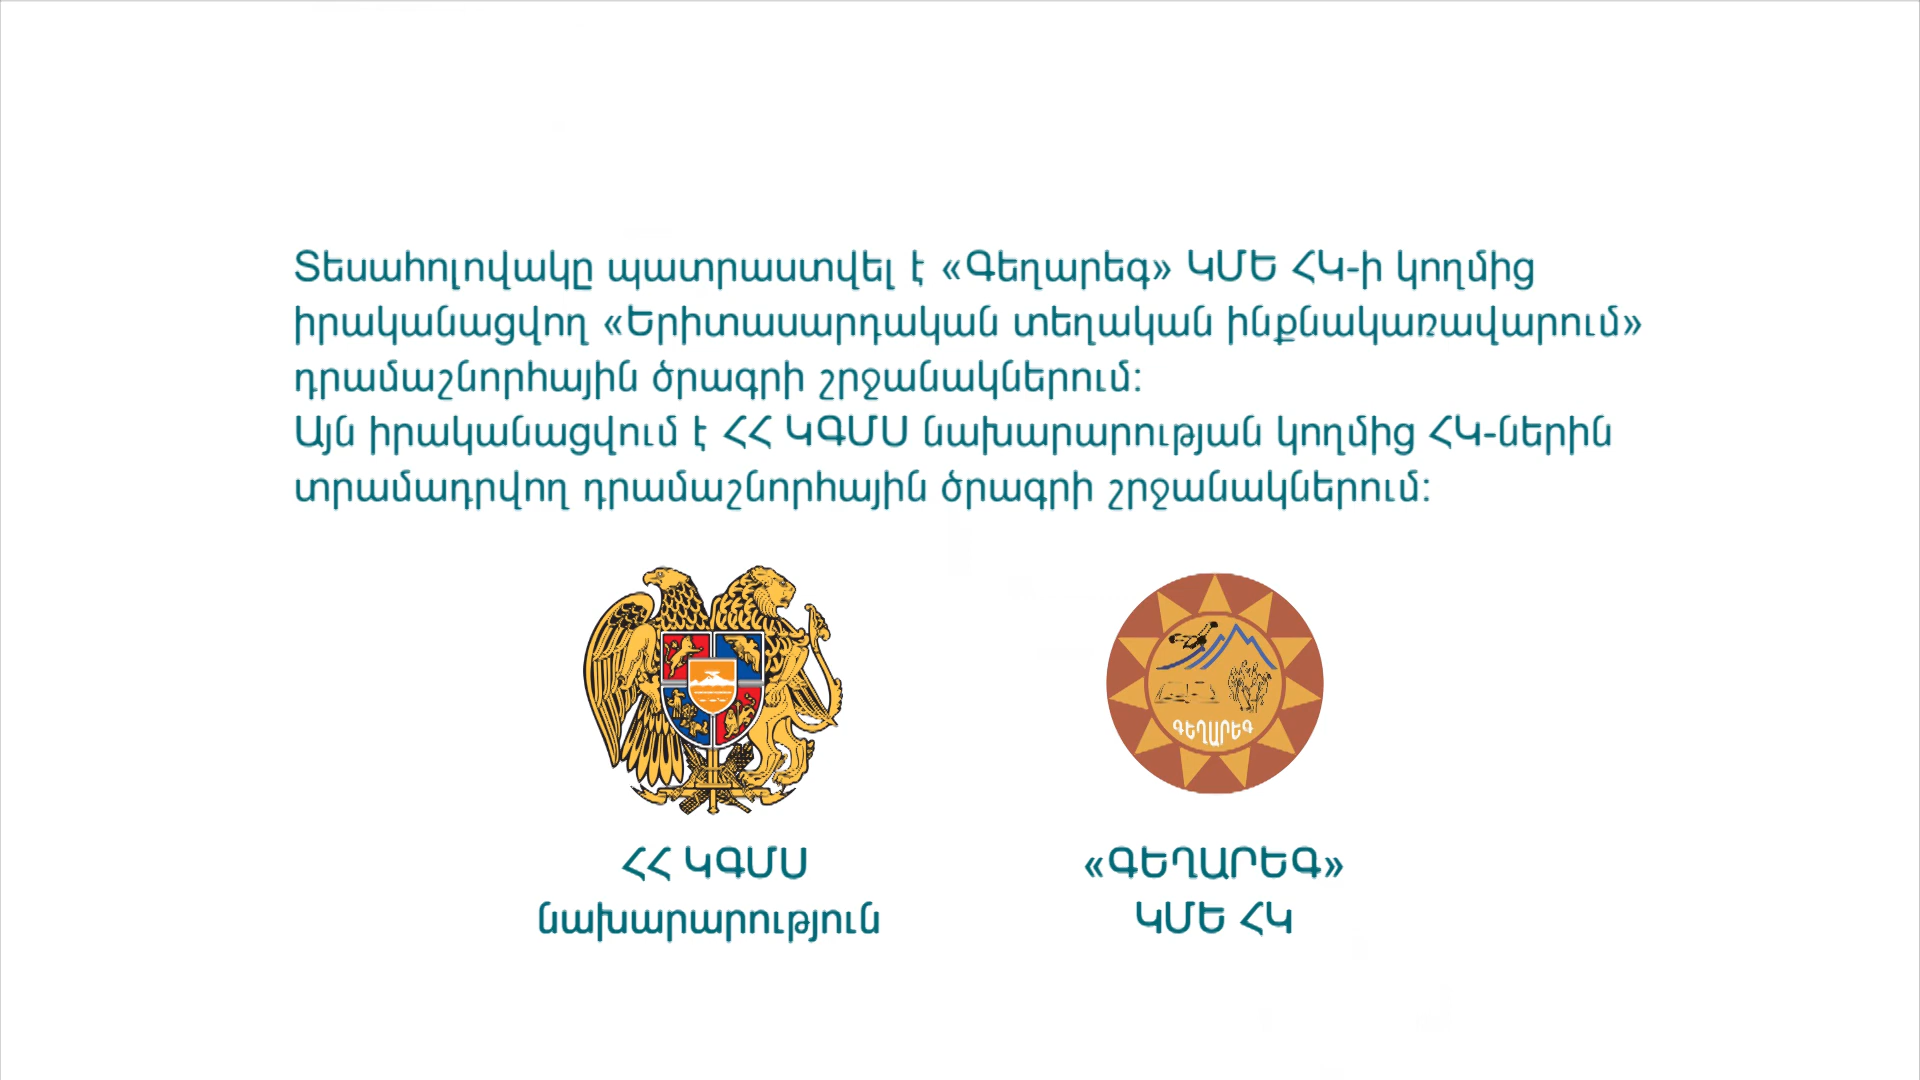 Տեսահոլովակը պատրաստվել է «Գեղարեգ» ԿՄԵ ՀԿ-ի կողմից
իրականացվող «Երիտասարդական տեղական ինքնակառավարում»
դրամաշնորհային ծրագրի շրջանակներում:
Այն իրականացվում է ՀՀ ԿԳՄՍ նախարարության կողմից ՀԿ-ներին
տրամադրվող դրամաշնորհային ծրագրի շրջանակներում:
ԳԵՂԱՐԵԳ
ՀՀ ԿԳՄՍ
նախարարություն
«ԳԵՂԱՐԵԳ»
ԿՄԵ ՀԿ